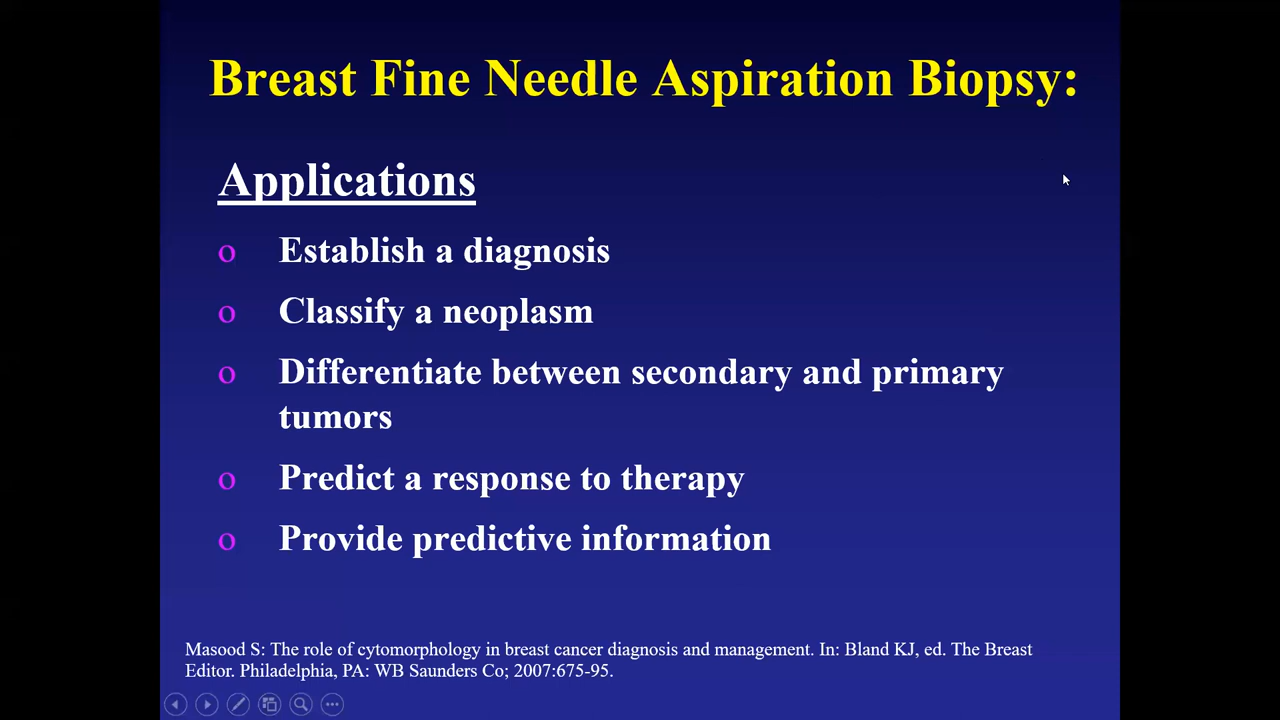 Breast Fine Needle Aspiration Biopsy:
Applications
o Establish a diagnosis
o Classify a neoplasm
o Differentiate between secondary and primary
tumors
o Predict a response to therapy
o Provide predictive information
Masood S: The role of cytomorphology in breast cancer diagnosis and management. In: Bland KJ, ed. The Breast
Editor. Philadelphia, PA: WB Saunders Co; 2007:675-95.